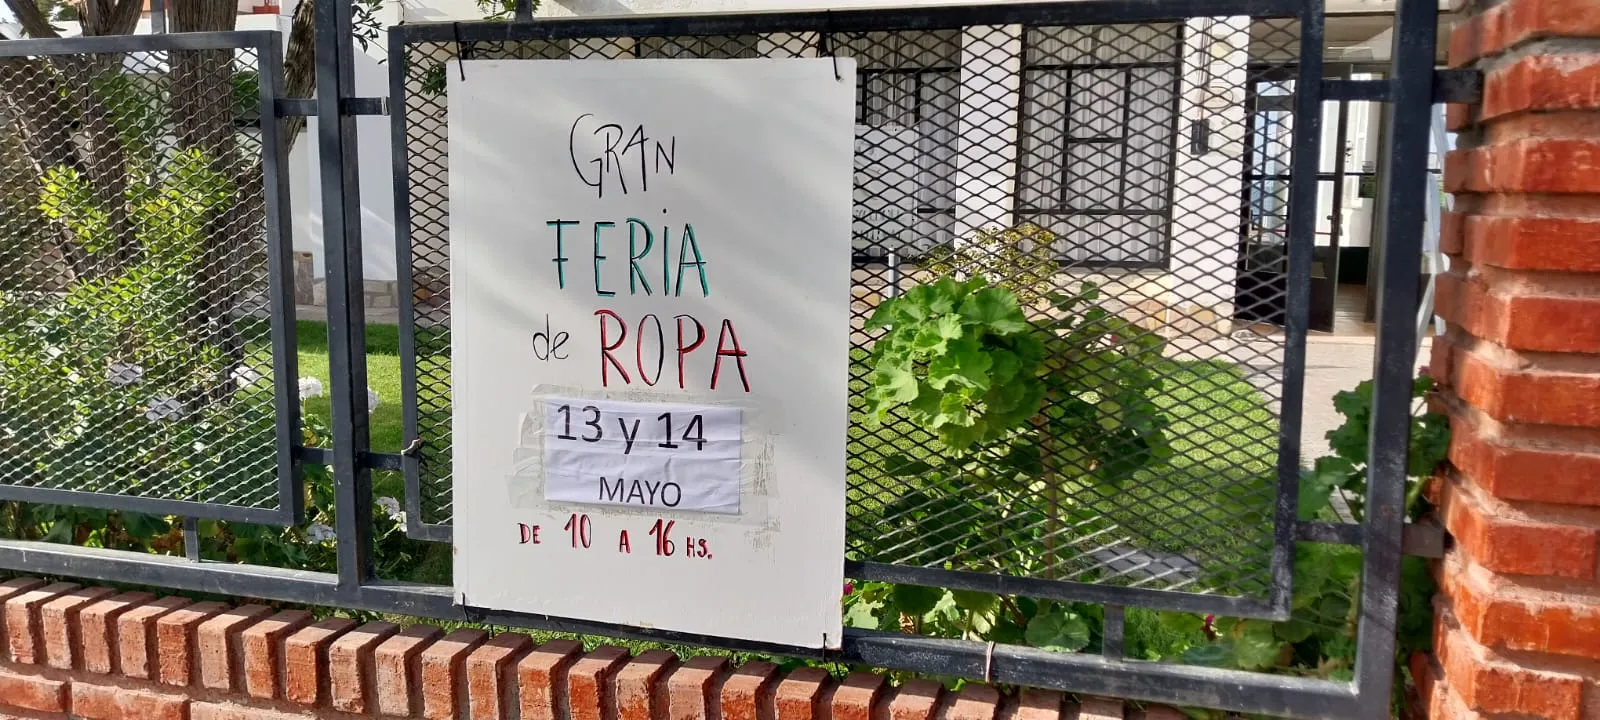 GRAN
FERIA
de ROPA
13 y 14
MAYO
DE 10 A 16 HS.